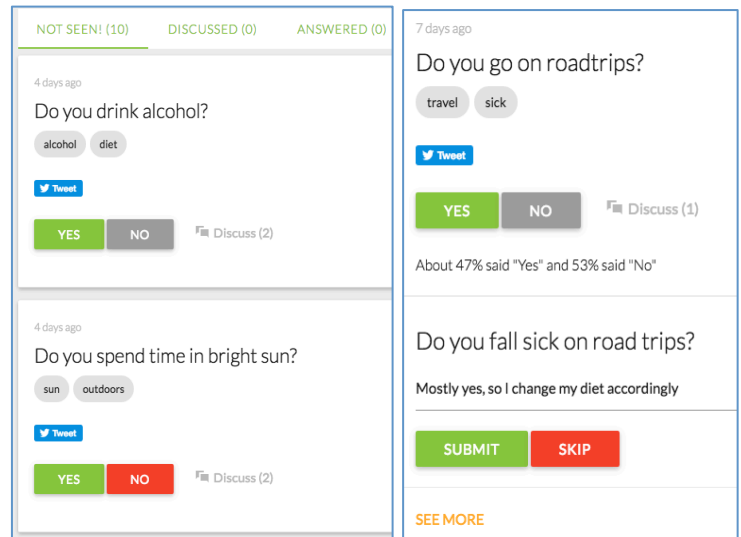 NOT SEEN! (10) DISCUSSED (0) ANSWERED (0)
4 days ago
Do you drink alcohol?
alcohol diet
Tweet
YES NO Discuss (2)
4 days ago
Do you spend time in bright sun?
sun outdoors
Tweet
YES NO Discuss (2)
7 days ago
Do you go on roadtrips?
travel sick
Tweet
YES NO Discuss (1)
About 47% said "Yes" and 53% said "No"
Do you fall sick on road trips?
Mostly yes, so I change my diet accordingly
SUBMIT SKIP
SEE MORE